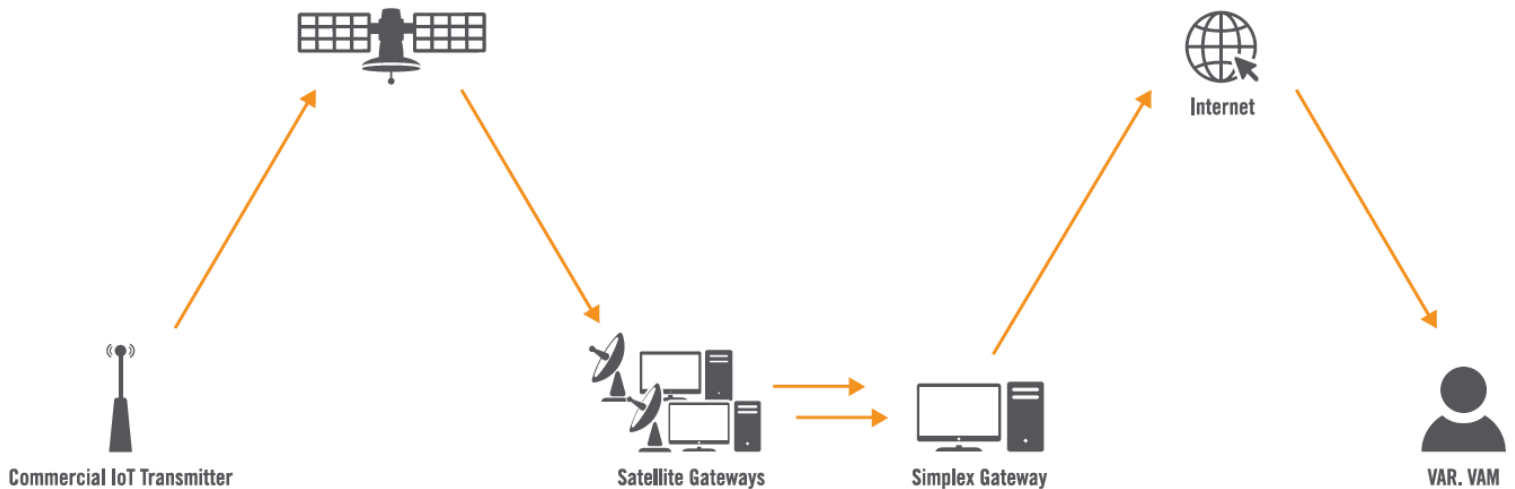 Internet
Commercial IoT Transmitter
Satellite Gateways
Simplex Gateway
VAR. VAM